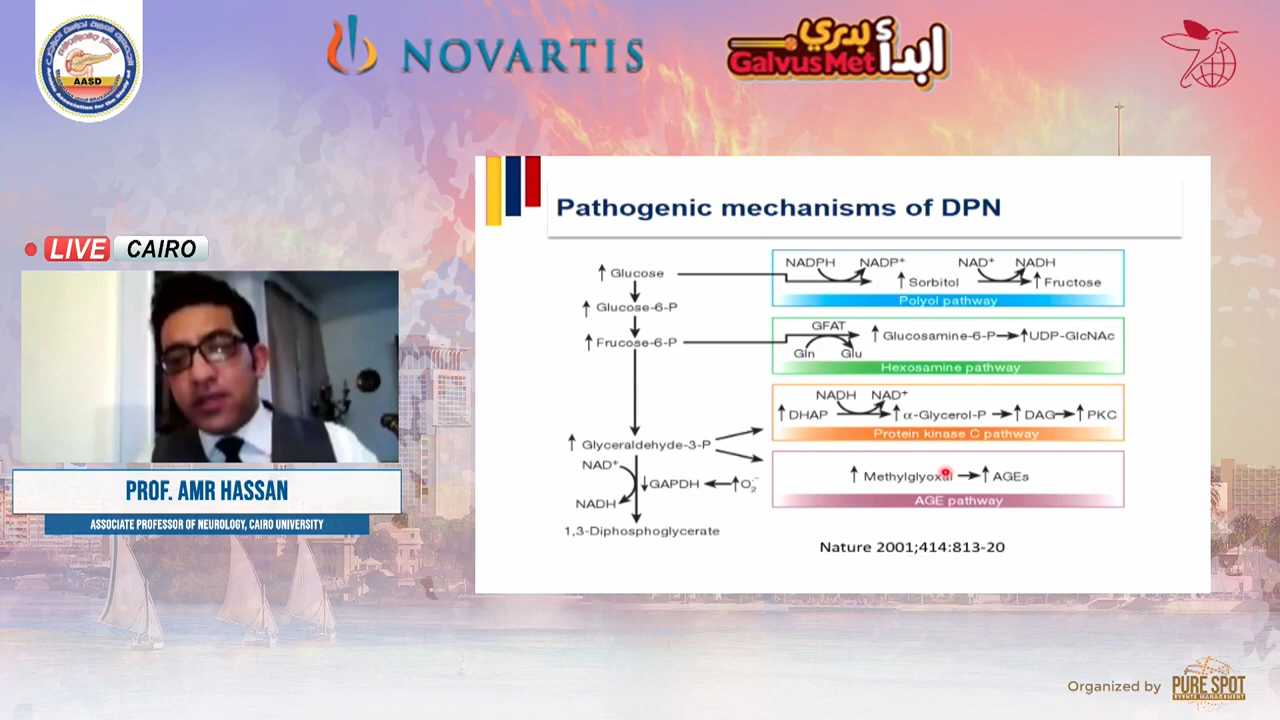 AASD
NOVARTIS
ابدأ بدري
GalvusMet
LIVE CAIRO
PROF. AMR HASSAN
ASSOCIATE PROFESSOR OF NEUROLOGY, CAIRO UNIVERSITY
Pathogenic mechanisms of DPN
↑ Glucose
↑ Glucose-6-P
↑ Frucose-6-P
↑ Glyceraldehyde-3-P
NAD⁺
↓GAPDH ← ↑O₂⁻
NADH
1,3-Diphosphoglycerate
NADPH NADP⁺ NAD⁺ NADH
↑ Sorbitol ↑ Fructose
Polyol pathway
GFAT
↑ Glucosamine-6-P → ↑UDP-GlcNAc
Gln Glu
Hexosamine pathway
NADH NAD⁺
↑ DHAP → ↑ α-Glycerol-P → ↑ DAG → ↑ PKC
Protein kinase C pathway
↑ Methylglyoxal → ↑ AGEs
AGE pathway
Nature 2001;414:813-20
Organized by PURE SPOT
EVENTS MANAGEMENT